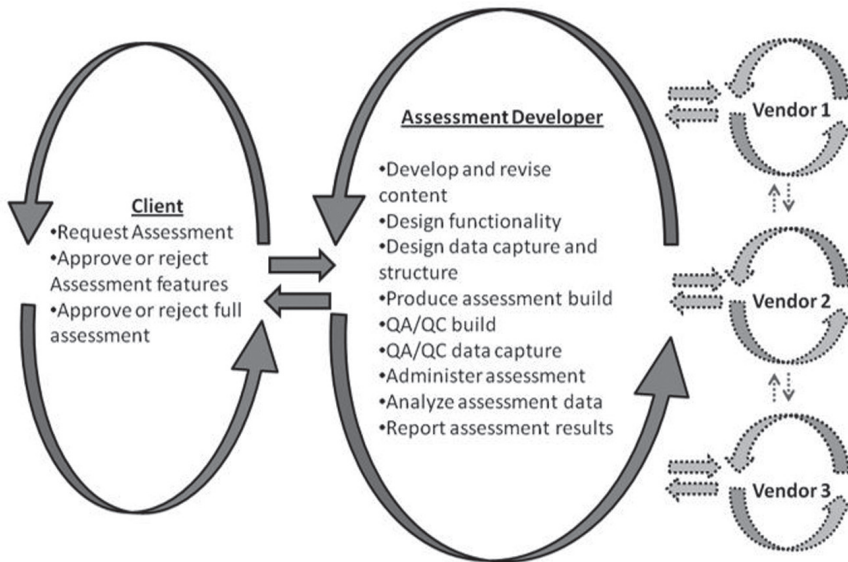 Client
•Request Assessment
•Approve or reject
Assessment features
•Approve or reject full
assessment
Assessment Developer
•Develop and revise
content
•Design functionality
•Design data capture and
structure
•Produce assessment build
•QA/QC build
•QA/QC data capture
•Administer assessment
•Analyze assessment data
•Report assessment results
Vendor 1
Vendor 2
Vendor 3